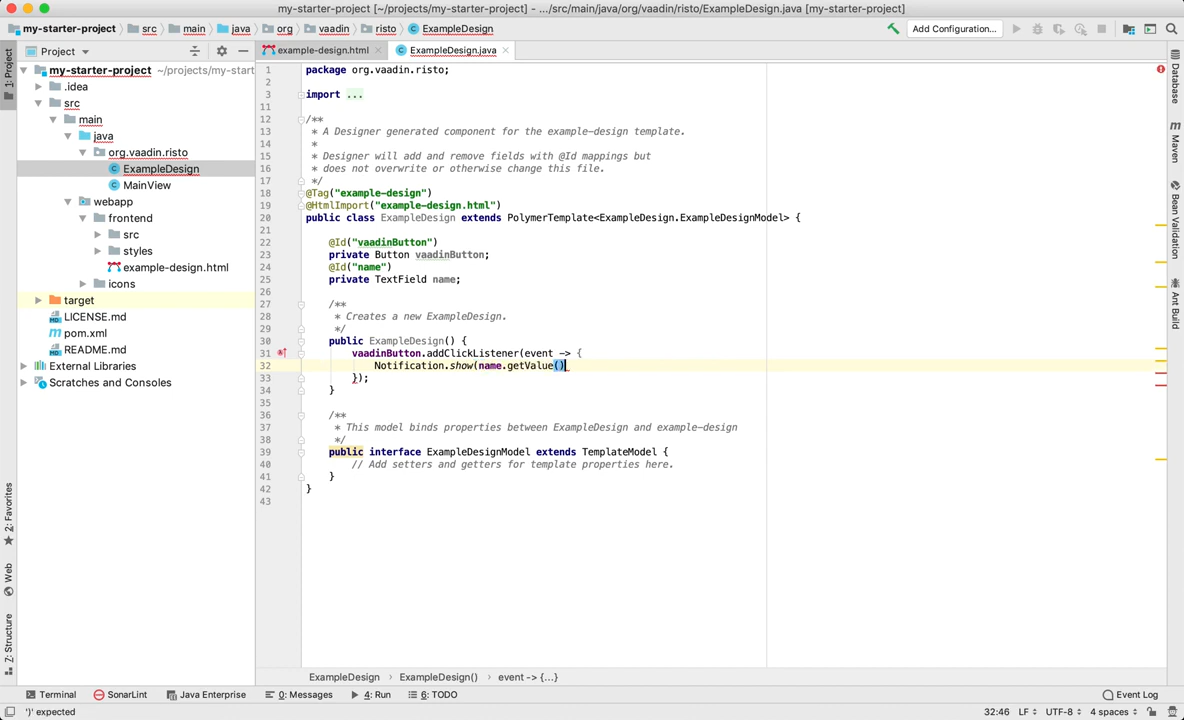 my-starter-project [~/projects/my-starter-project] - .../src/main/java/org/vaadin/risto/ExampleDesign.java [my-starter-project]
my-starter-project src main java org vaadin risto ExampleDesign
Add Configuration...
Project
example-design.html
ExampleDesign.java
1: Project
my-starter-project ~/projects/my-start
.idea
src
main
java
org.vaadin.risto
ExampleDesign
MainView
webapp
frontend
src
styles
example-design.html
icons
target
LICENSE.md
pom.xml
README.md
External Libraries
Scratches and Consoles
2: Favorites
Web
Z: Structure
1 package org.vaadin.risto;
2
3 import ...
11
12 /**
13 * A Designer generated component for the example-design template.
14 *
15 * Designer will add and remove fields with @Id mappings but
16 * does not overwrite or otherwise change this file.
17 */
18 @Tag("example-design")
19 @HtmlImport("example-design.html")
20 public class ExampleDesign extends PolymerTemplate<ExampleDesign.ExampleDesignModel> {
21
22 @Id("vaadinButton")
23 private Button vaadinButton;
24 @Id("name")
25 private TextField name;
26
27 /**
28 * Creates a new ExampleDesign.
29 */
30 public ExampleDesign() {
31 vaadinButton.addClickListener(event -> {
32 Notification.show(name.getValue()
33 });
34 }
35
36 /**
37 * This model binds properties between ExampleDesign and example-design
38 */
39 public interface ExampleDesignModel extends TemplateModel {
40 // Add setters and getters for template properties here.
41 }
42 }
43
Database
Maven
Bean Validation
Ant Build
ExampleDesign ExampleDesign() event -> {...}
Terminal SonarLint Java Enterprise 0: Messages 4: Run 6: TODO Event Log
')' expected 32:46 LF UTF-8 4 spaces